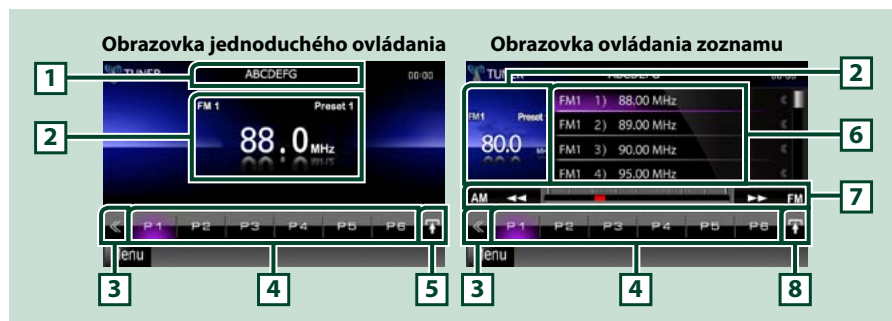 Obrazovka jednoduchého ovládania
Obrazovka ovládania zoznamu
1
TUNER
ABCDEFG
00:00
2
FM 1
Preset 1
88.0 MHz
P1 P2 P3 P4 P5 P6
Menu
3
4
5
2
FM1
Preset
80.0
FM1 1) 88.00 MHz
FM1 2) 89.00 MHz
FM1 3) 90.00 MHz
FM1 4) 95.00 MHz
6
AM
FM
7
P1 P2 P3 P4 P5 P6
3
4
8